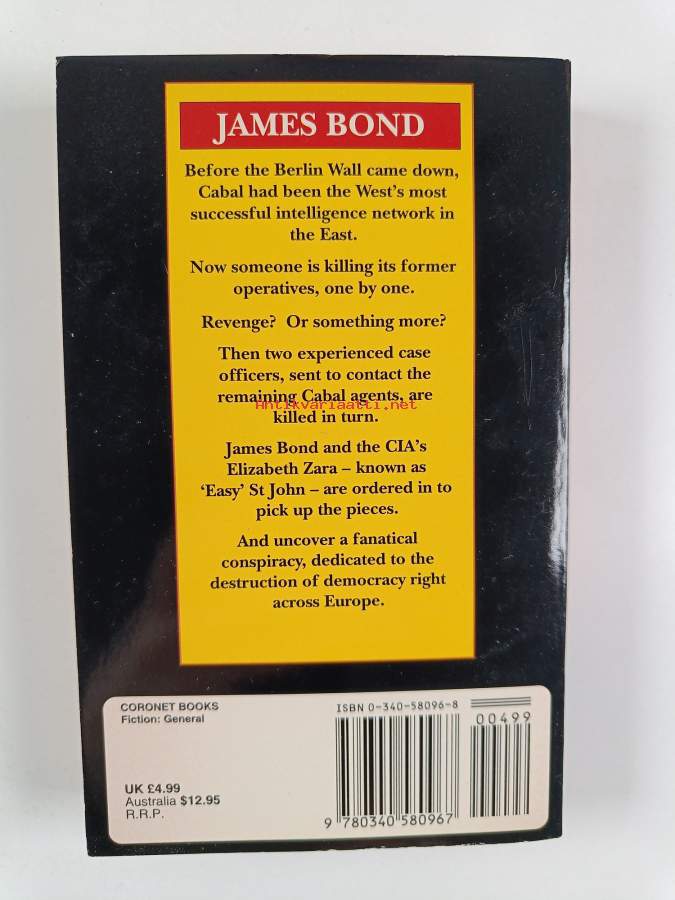 JAMES BOND
Before the Berlin Wall came down,
Cabal had been the West's most
successful intelligence network in
the East.
Now someone is killing its former
operatives, one by one.
Revenge? Or something more?
Then two experienced case
officers, sent to contact the
remaining Cabal agents, are
Antikvariaatti.net
killed in turn.
James Bond and the CIA's
Elizabeth Zara – known as
'Easy' St John – are ordered in to
pick up the pieces.
And uncover a fanatical
conspiracy, dedicated to the
destruction of democracy right
across Europe.
CORONET BOOKS
Fiction: General
UK £4.99
Australia $12.95
R.R.P.
ISBN 0-340-58096-8
00499
9 780340 580967